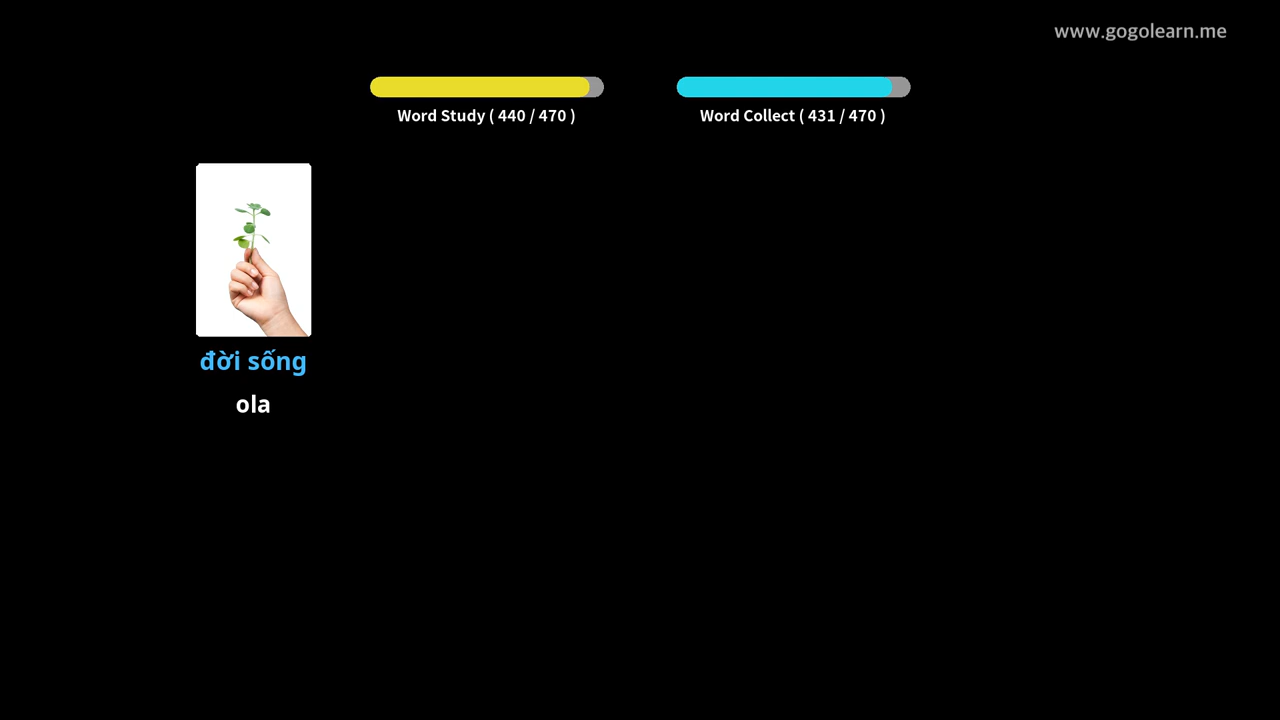 www.gogolearn.me
Word Study ( 440 / 470 )
Word Collect ( 431 / 470 )
đời sống
ola